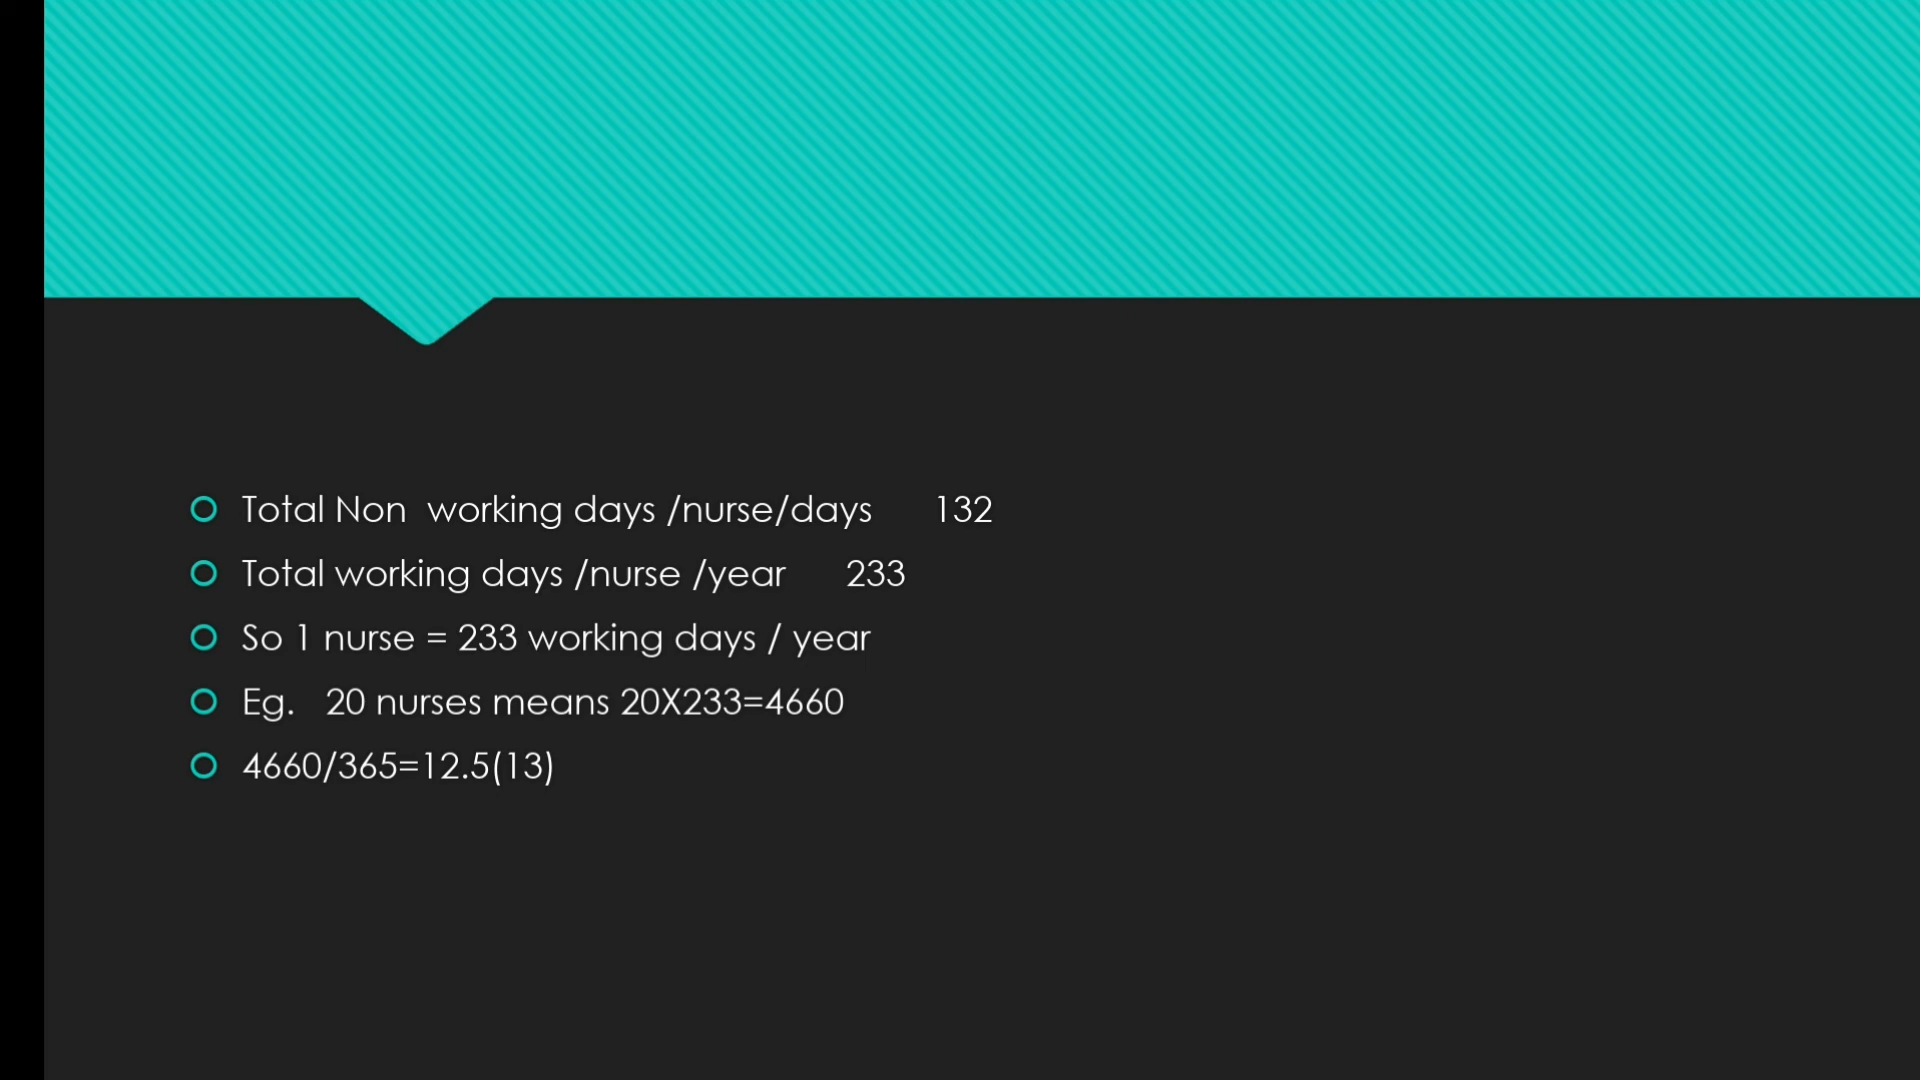 Total Non  working days /nurse/days      132
Total working days /nurse /year      233
So 1 nurse = 233 working days / year
Eg.   20 nurses means 20X233=4660
4660/365=12.5(13)